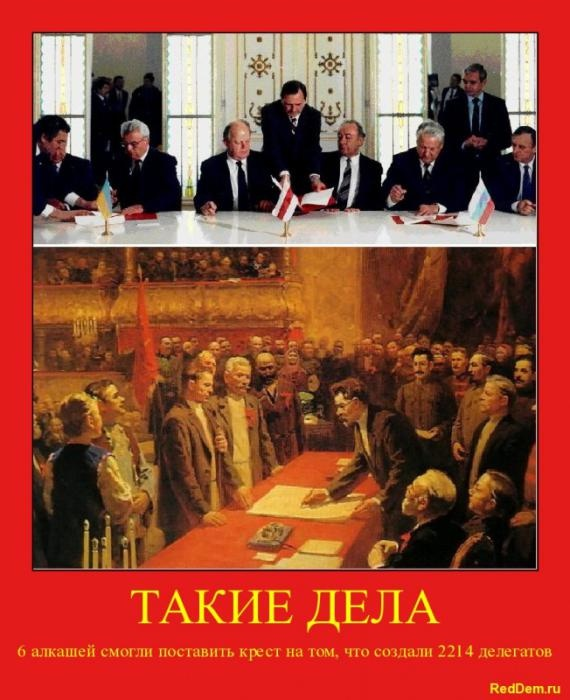 ТАКИЕ ДЕЛА
6 алкашей смогли поставить крест на том, что создали 2214 делегатов
RedDem.ru